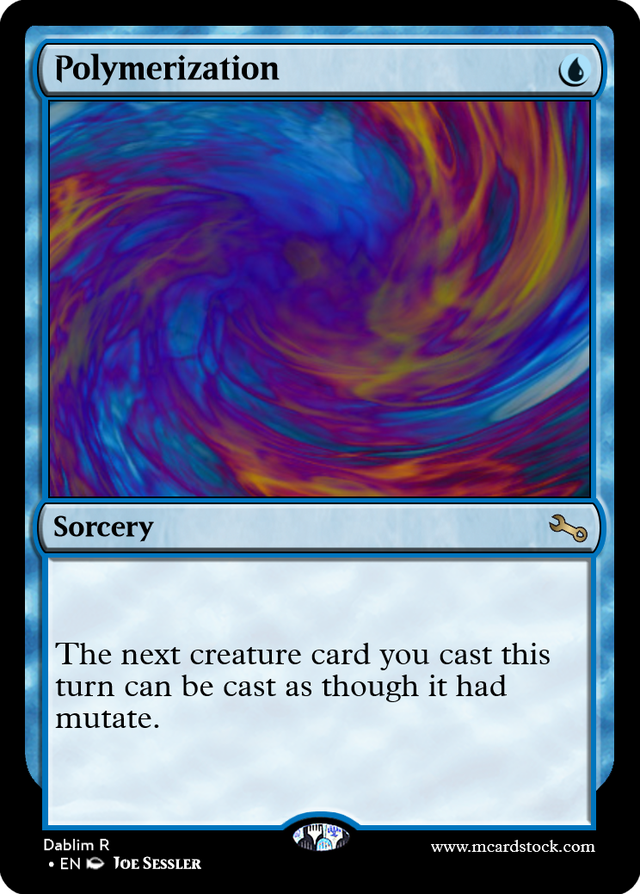 Polymerization
Sorcery
The next creature card you cast this
turn can be cast as though it had
mutate.
Dablim R
• EN Joe Sessler
www.mcardstock.com